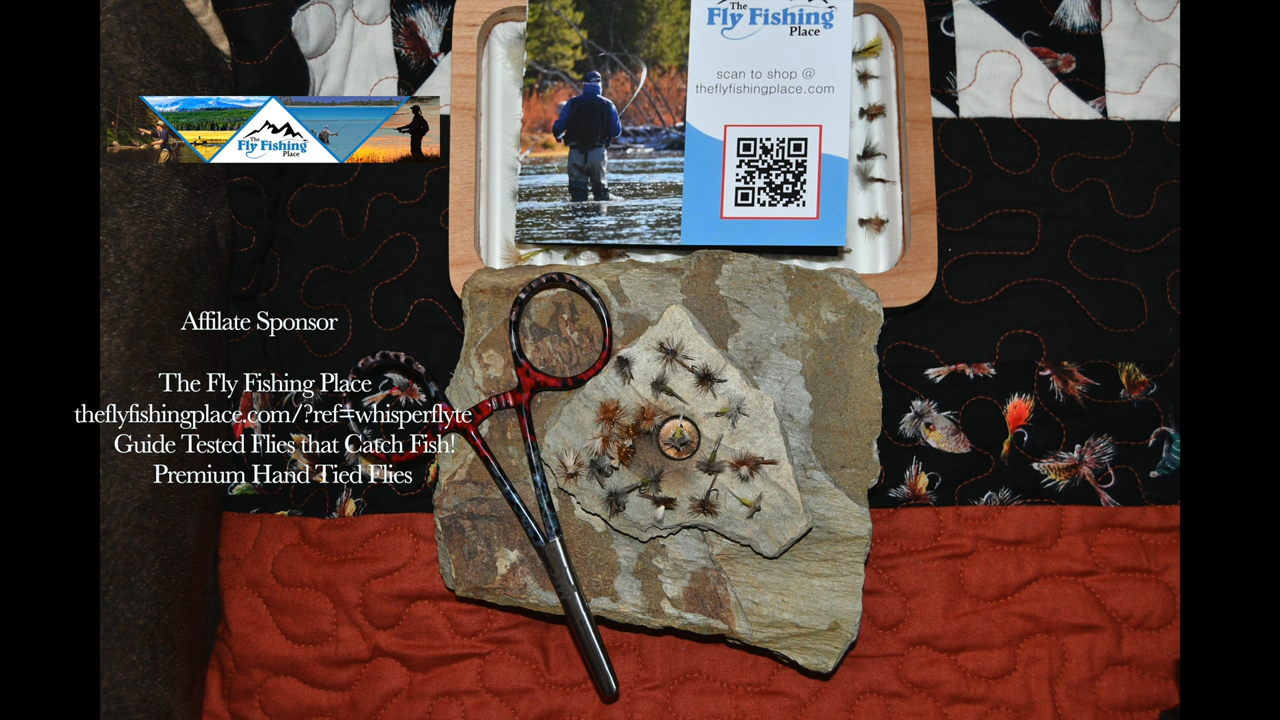 The
Fly Fishing
Place
scan to shop @
theflyfishingplace.com
The
Fly Fishing
Place
Affilate Sponsor
The Fly Fishing Place
theflyfishingplace.com/?ref=whisperflyte
Guide Tested Flies that Catch Fish!
Premium Hand Tied Flies